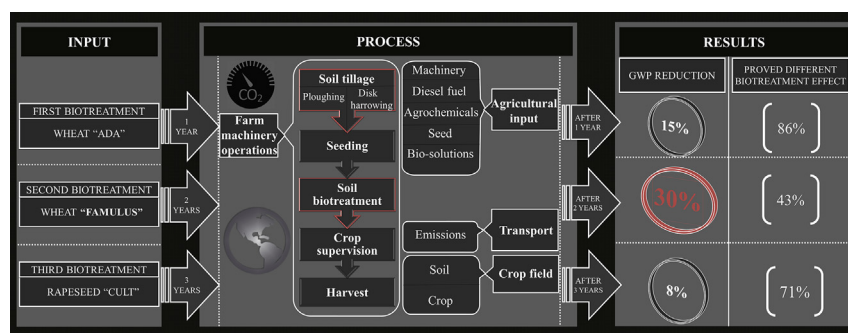 INPUT
PROCESS
RESULTS
FIRST BIOTREATMENT
WHEAT "ADA"
SECOND BIOTREATMENT
WHEAT "FAMULUS"
THIRD BIOTREATMENT
RAPESEED "CULT"
1
YEAR
2
YEARS
3
YEARS
CO2
Farm
machinery
operations
Soil tillage
Ploughing
Disk
harrowing
Seeding
Soil
biotreatment
Crop
supervision
Harvest
Machinery
Diesel fuel
Agrochemicals
Seed
Bio-solutions
Agricultural
input
Emissions
Transport
Soil
Crop
Crop field
AFTER
1 YEAR
AFTER
2 YEARS
AFTER
3 YEARS
GWP REDUCTION
PROVED DIFFERENT
BIOTREATMENT EFFECT
15%
86%
30%
43%
8%
71%